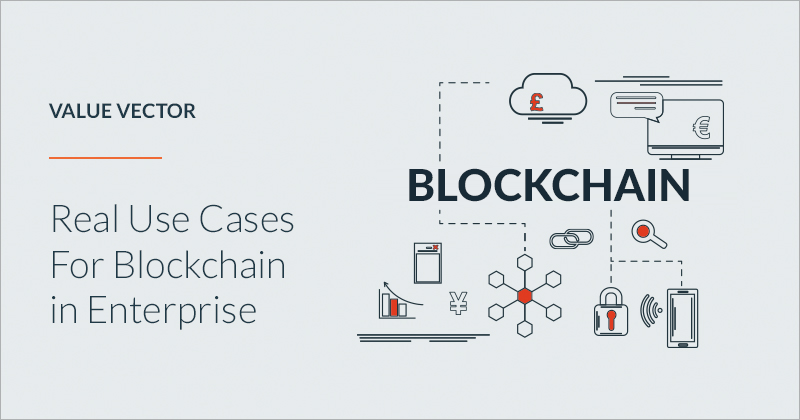 VALUE VECTOR
Real Use Cases
For Blockchain
in Enterprise
£
€
BLOCKCHAIN
¥